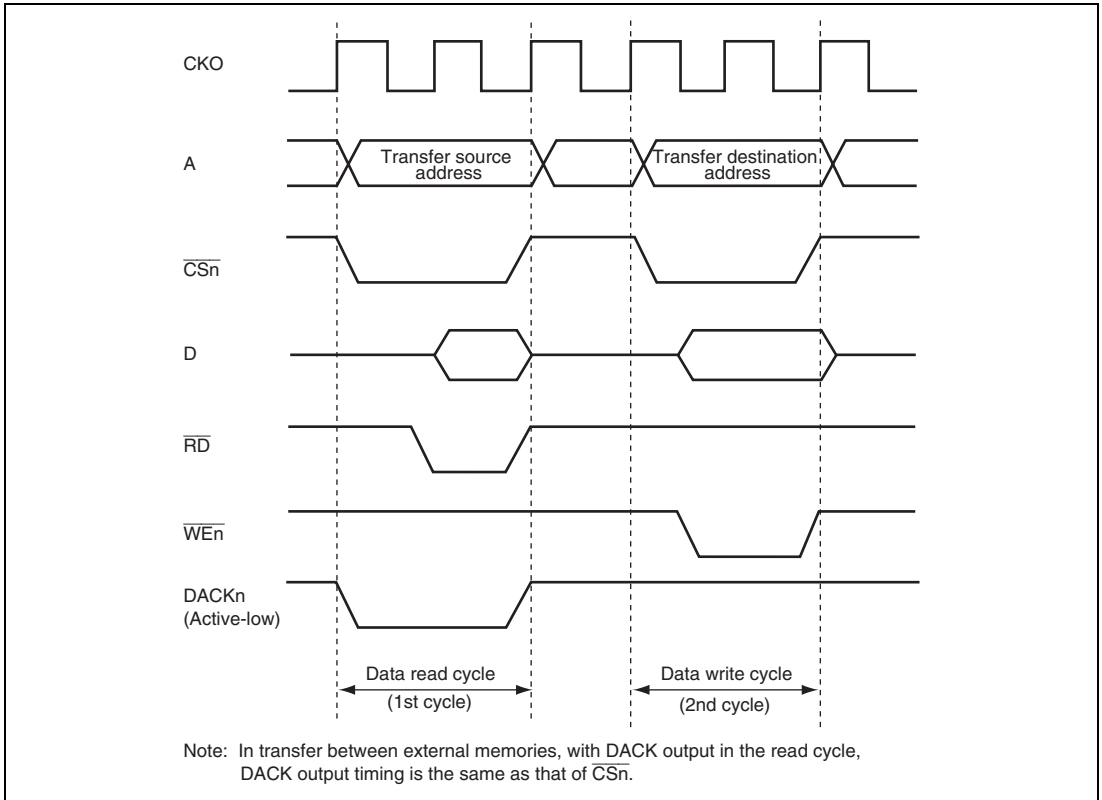 CKO
A
Transfer source
address
Transfer destination
address
CSn
D
RD
WEn
DACKn
(Active-low)
Data read cycle
(1st cycle)
Data write cycle
(2nd cycle)
Note: In transfer between external memories, with DACK output in the read cycle,
DACK output timing is the same as that of CSn.